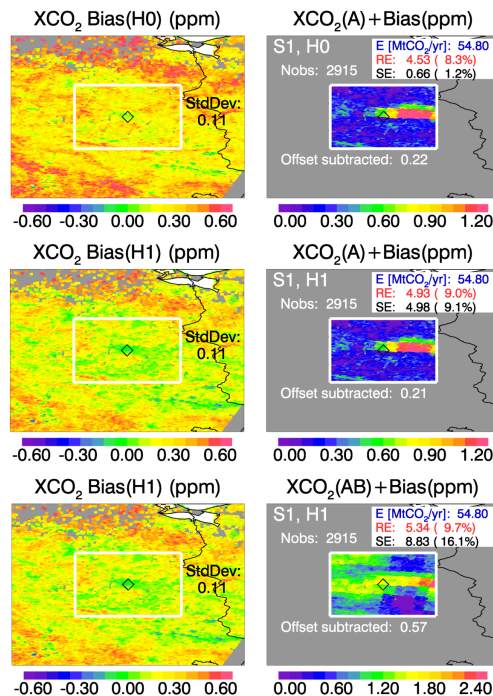 XCO₂ Bias(H0) (ppm)
StdDev:
0.11
-0.60 -0.30 0.00 0.30 0.60
XCO₂(A)+Bias(ppm)
S1, H0
E [MtCO₂/yr]: 54.80
RE: 4.53 ( 8.3%)
SE: 0.66 ( 1.2%)
Nobs: 2915
Offset subtracted: 0.22
0.00 0.30 0.60 0.90 1.20
XCO₂ Bias(H1) (ppm)
StdDev:
0.11
-0.60 -0.30 0.00 0.30 0.60
XCO₂(A)+Bias(ppm)
S1, H1
E [MtCO₂/yr]: 54.80
RE: 4.93 ( 9.0%)
SE: 4.98 ( 9.1%)
Nobs: 2915
Offset subtracted: 0.21
0.00 0.30 0.60 0.90 1.20
XCO₂ Bias(H1) (ppm)
StdDev:
0.11
-0.60 -0.30 0.00 0.30 0.60
XCO₂(AB)+Bias(ppm)
S1, H1
E [MtCO₂/yr]: 54.80
RE: 5.34 ( 9.7%)
SE: 8.83 ( 16.1%)
Nobs: 2915
Offset subtracted: 0.57
0.00 0.60 1.20 1.80 2.40